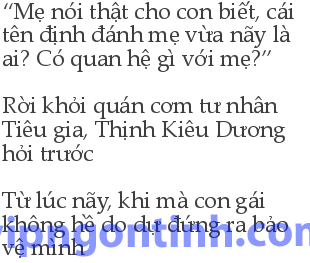 “Mẹ nói thật cho con biết, cái
tên định đánh mẹ vừa nãy là
ai? Có quan hệ gì với mẹ?”
Rời khỏi quán cơm tư nhân
Tiêu gia, Thịnh Kiêu Dương
hỏi trước
Từ lúc nãy, khi mà con gái
không hề do dự đứng ra bảo
vệ mình
vipngontinh.com